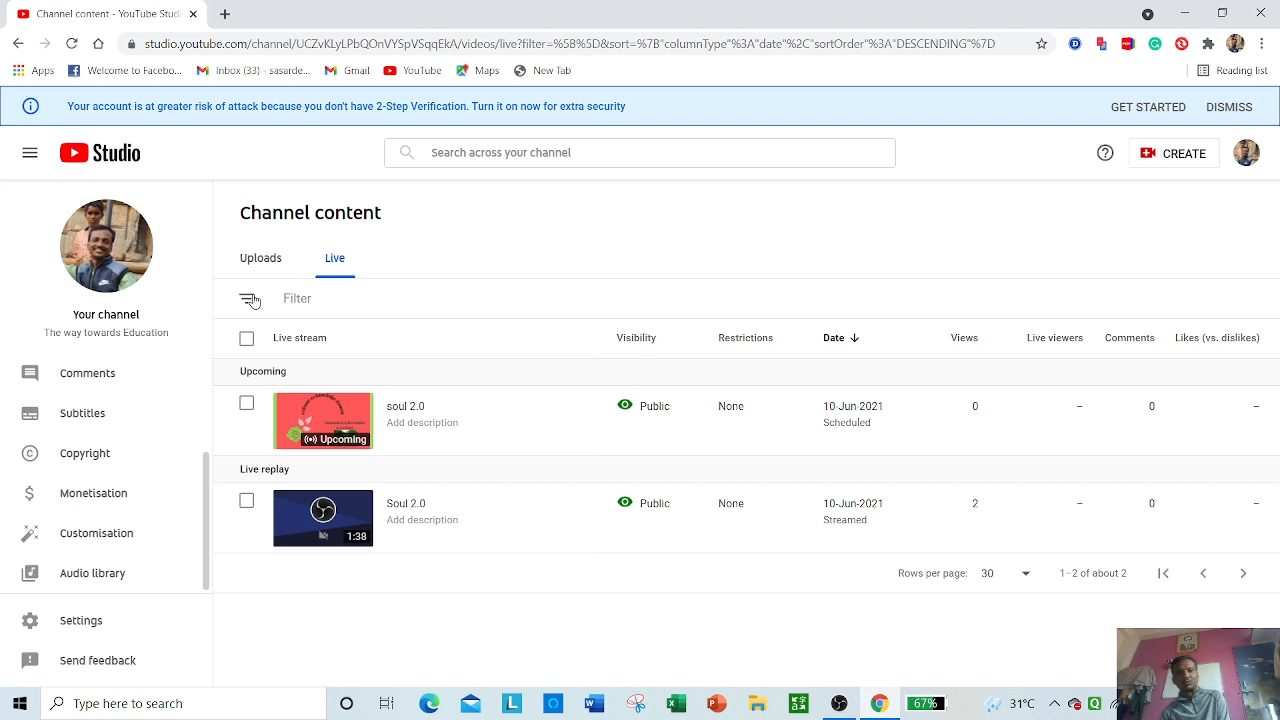 Channel content - YouTube Studi
studio.youtube.com/channel/UCZvKLyLPbOQnVYSpVSLqEkA/videos/live?filter=%5B%5D&sort=%7B"columnType"%3A"date"%2C"sortOrder"%3A"DESCENDING"%7D
Apps Welcome to Facebo... Inbox (33) - sasarde... Gmail YouTube Maps New Tab Reading list
Your account is at greater risk of attack because you don't have 2-Step Verification. Turn it on now for extra security GET STARTED DISMISS
Studio Search across your channel CREATE
Channel content
Uploads Live
Your channel
The way towards Education
Filter
Live stream Visibility Restrictions Date Views Live viewers Comments Likes (vs. dislikes)
Upcoming
Comments
Subtitles
Copyright
Monetisation
Customisation
Audio library
Settings
Send feedback
Upcoming
soul 2.0 Public None 10-Jun-2021 0 – 0 –
Add description Scheduled
Live replay
1:38
Soul 2.0 Public None 10-Jun-2021 2 – 0 –
Add description Streamed
Rows per page: 30 1–2 of about 2
Type here to search 67% 31°C